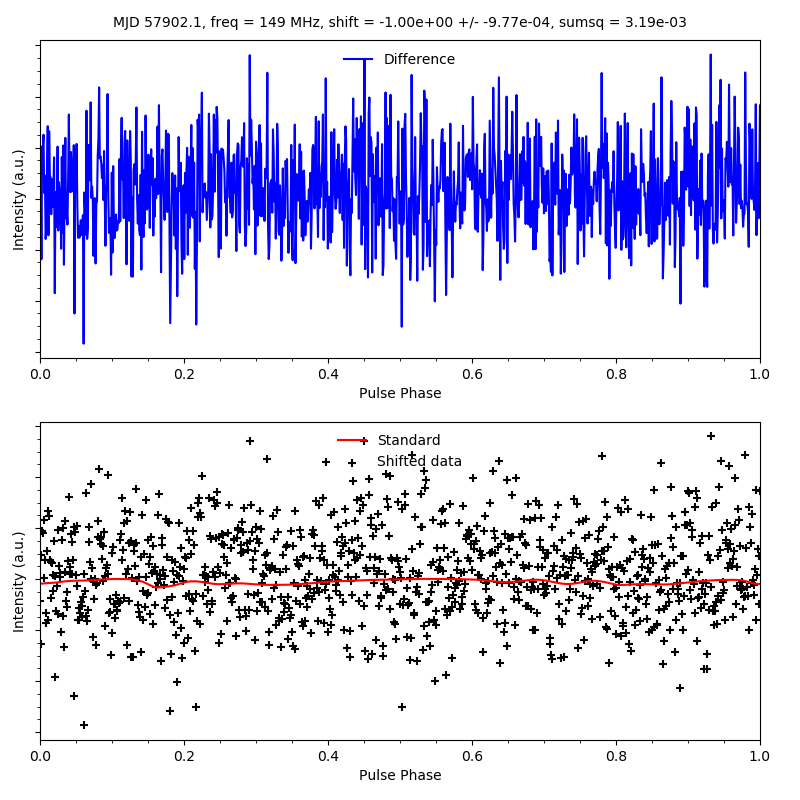 MJD 57902.1, freq = 149 MHz, shift = -1.00e+00 +/- -9.77e-04, sumsq = 3.19e-03
Difference
Intensity (a.u.)
0.0 0.2 0.4 0.6 0.8 1.0
Pulse Phase
Standard
Shifted data
Intensity (a.u.)
0.0 0.2 0.4 0.6 0.8 1.0
Pulse Phase